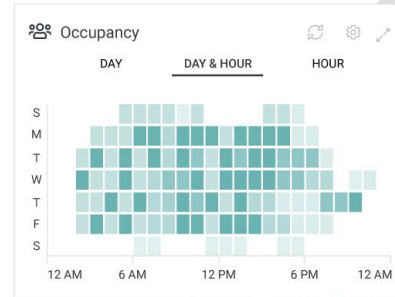 Occupancy
DAY DAY & HOUR HOUR
S
M
T
W
T
F
S
12 AM 6 AM 12 PM 6 PM 12 AM